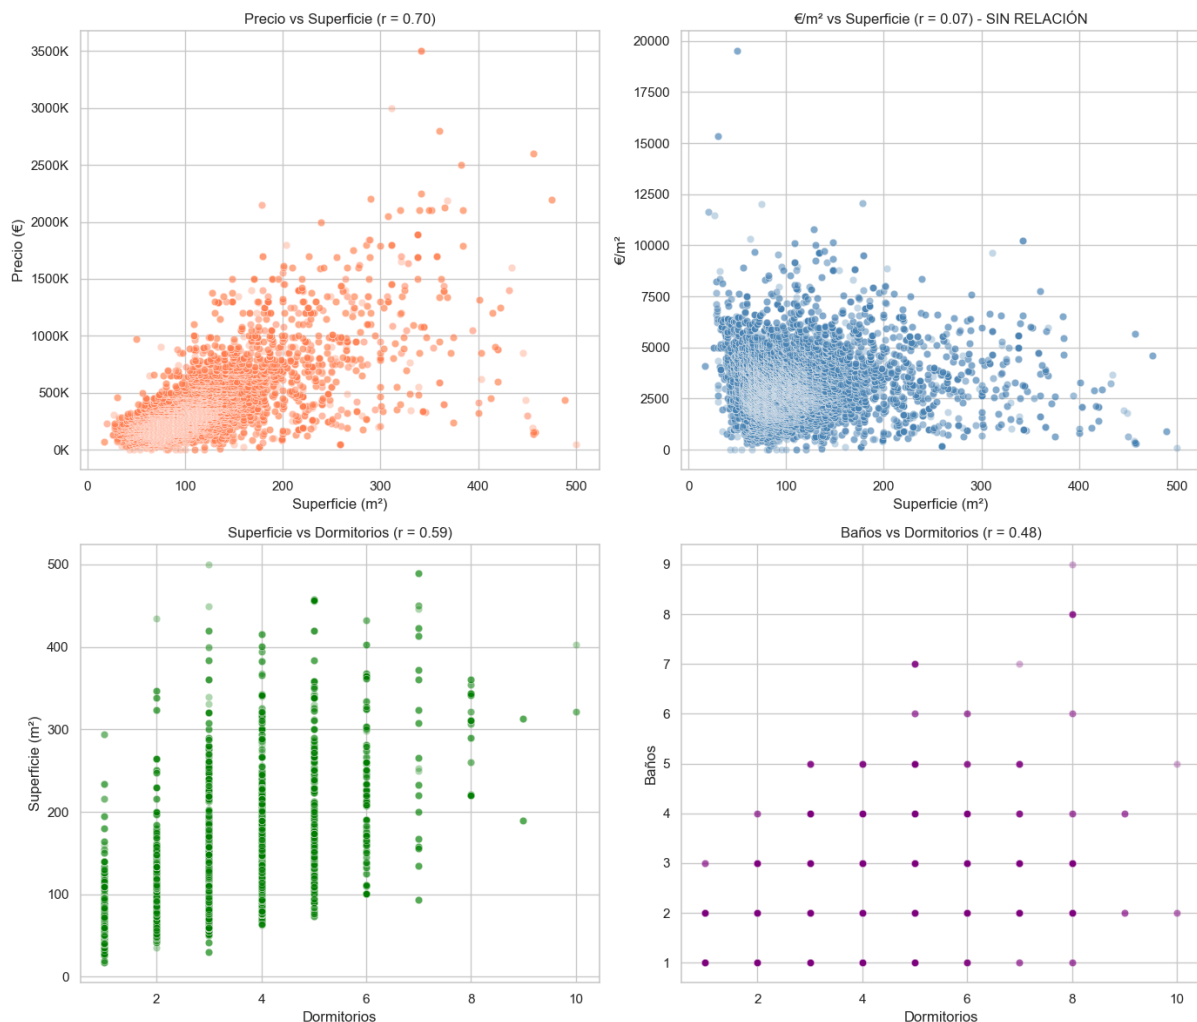 Precio vs Superficie (r = 0.70)
3500K
3000K
2500K
2000K
1500K
1000K
500K
0K
Precio (€)
0 100 200 300 400 500
Superficie (m²)
€/m² vs Superficie (r = 0.07) - SIN RELACIÓN
20000
17500
15000
12500
10000
7500
5000
2500
0
€/m²
0 100 200 300 400 500
Superficie (m²)
Superficie vs Dormitorios (r = 0.59)
500
400
300
200
100
0
Superficie (m²)
2 4 6 8 10
Dormitorios
Baños vs Dormitorios (r = 0.48)
9
8
7
6
5
4
3
2
1
Baños
2 4 6 8 10
Dormitorios